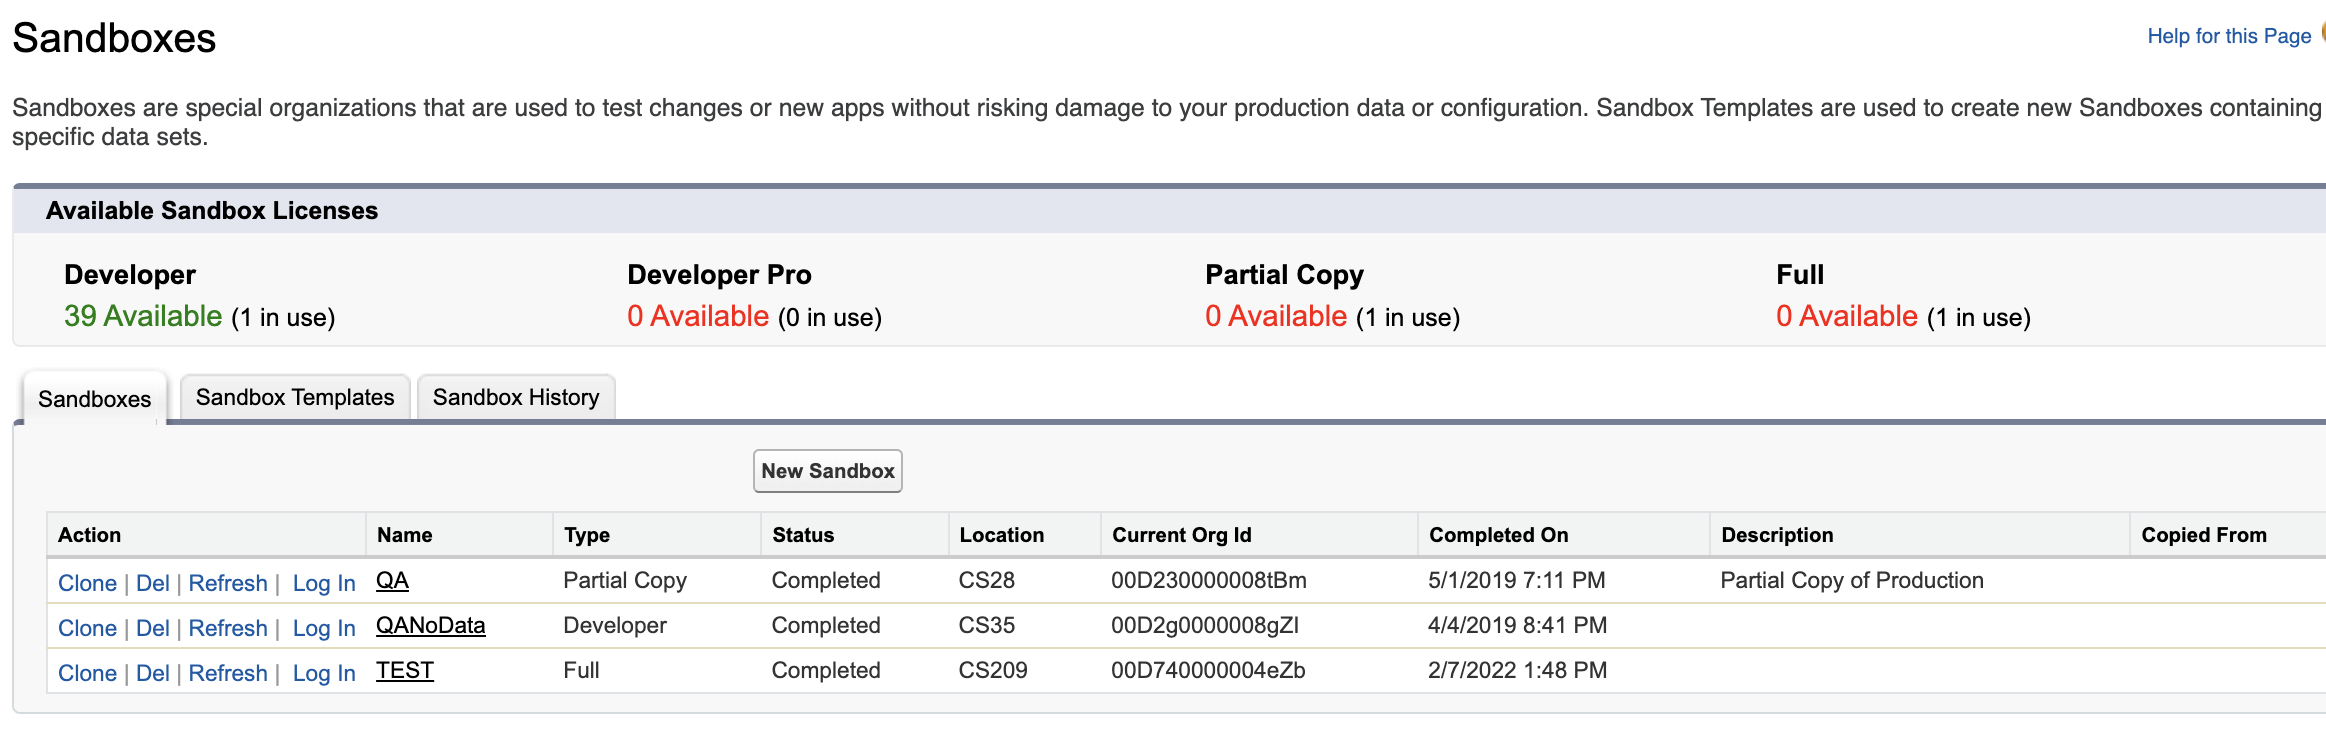 Sandboxes
Help for this Page
Sandboxes are special organizations that are used to test changes or new apps without risking damage to your production data or configuration. Sandbox Templates are used to create new Sandboxes containing
specific data sets.
Available Sandbox Licenses
Developer Developer Pro Partial Copy Full
39 Available (1 in use) 0 Available (0 in use) 0 Available (1 in use) 0 Available (1 in use)
Sandboxes Sandbox Templates Sandbox History
New Sandbox
Action Name Type Status Location Current Org Id Completed On Description Copied From
Clone | Del | Refresh | Log In QA Partial Copy Completed CS28 00D230000008tBm 5/1/2019 7:11 PM Partial Copy of Production
Clone | Del | Refresh | Log In QANoData Developer Completed CS35 00D2g0000008gZI 4/4/2019 8:41 PM
Clone | Del | Refresh | Log In TEST Full Completed CS209 00D740000004eZb 2/7/2022 1:48 PM